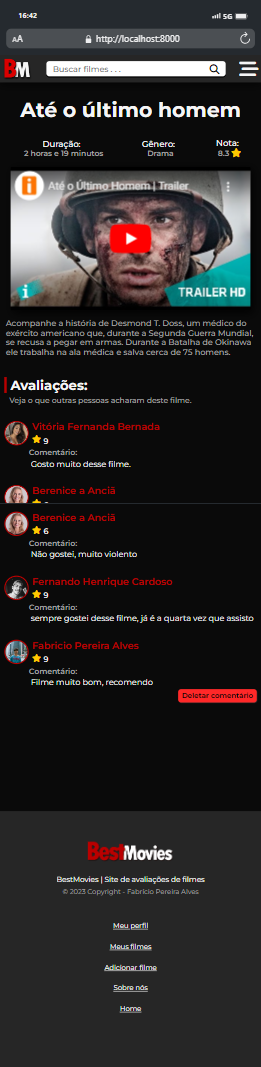 16:42
5G
AA
http://localhost:8000
BM
Buscar filmes . . .
Até o último homem
Duração:
2 horas e 19 minutos
Gênero:
Drama
Nota:
8.3
Até o Último Homem | Trailer
TRAILER HD
Acompanhe a história de Desmond T. Doss, um médico do
exército americano que, durante a Segunda Guerra Mundial,
se recusa a pegar em armas. Durante a Batalha de Okinawa
ele trabalha na ala médica e salva cerca de 75 homens.
Avaliações:
Veja o que outras pessoas acharam deste filme.
Vitória Fernanda Bernada
9
Comentário:
Gosto muito desse filme.
Berenice a Anciã
Berenice a Anciã
6
Comentário:
Não gostei, muito violento
Fernando Henrique Cardoso
9
Comentário:
sempre gostei desse filme, já é a quarta vez que assisto
Fabrício Pereira Alves
9
Comentário:
Filme muito bom, recomendo
Deletar comentário
BestMovies
BestMovies | Site de avaliações de filmes
© 2023 Copyright - Fabrício Pereira Alves
Meu perfil
Meus filmes
Adicionar filme
Sobre nós
Home